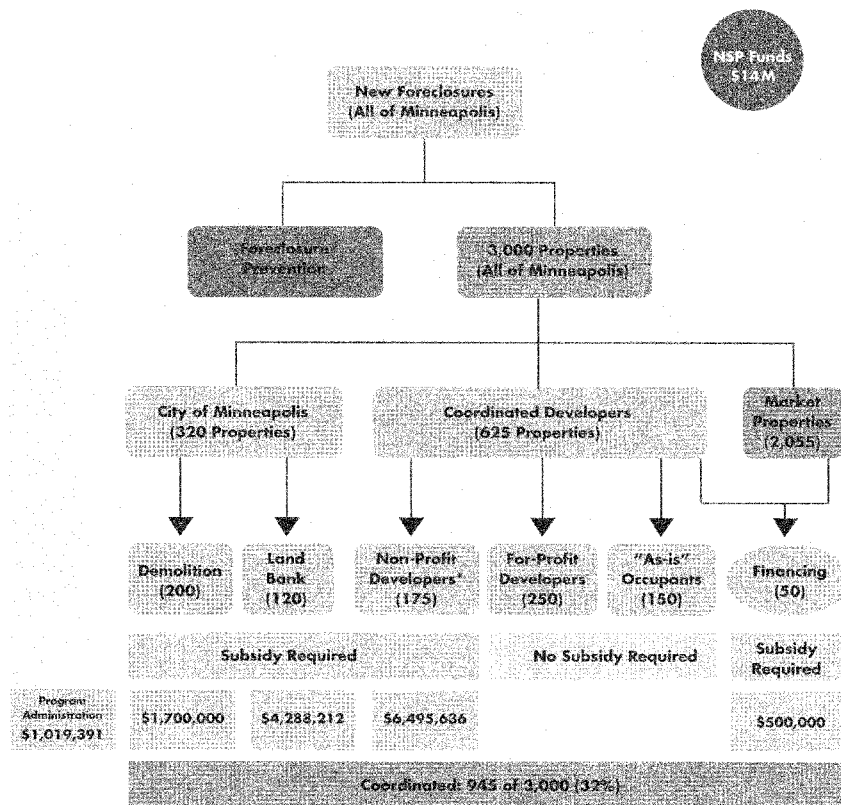 NSP Funds
$14M
New Foreclosures
(All of Minneapolis)
Foreclosure
Prevention
3,000 Properties
(All of Minneapolis)
City of Minneapolis
(320 Properties)
Coordinated Developers
(625 Properties)
Market
Properties
(2,055)
Demolition
(200)
Land
Bank
(120)
Non-Profit
Developers*
(175)
For-Profit
Developers
(250)
"As-is"
Occupants
(150)
Financing
(50)
Subsidy Required
No Subsidy Required
Subsidy
Required
Program
Administration
$1,019,391
$1,700,000
$4,288,212
$6,495,636
$500,000
Coordinated: 945 of 3,000 (32%)